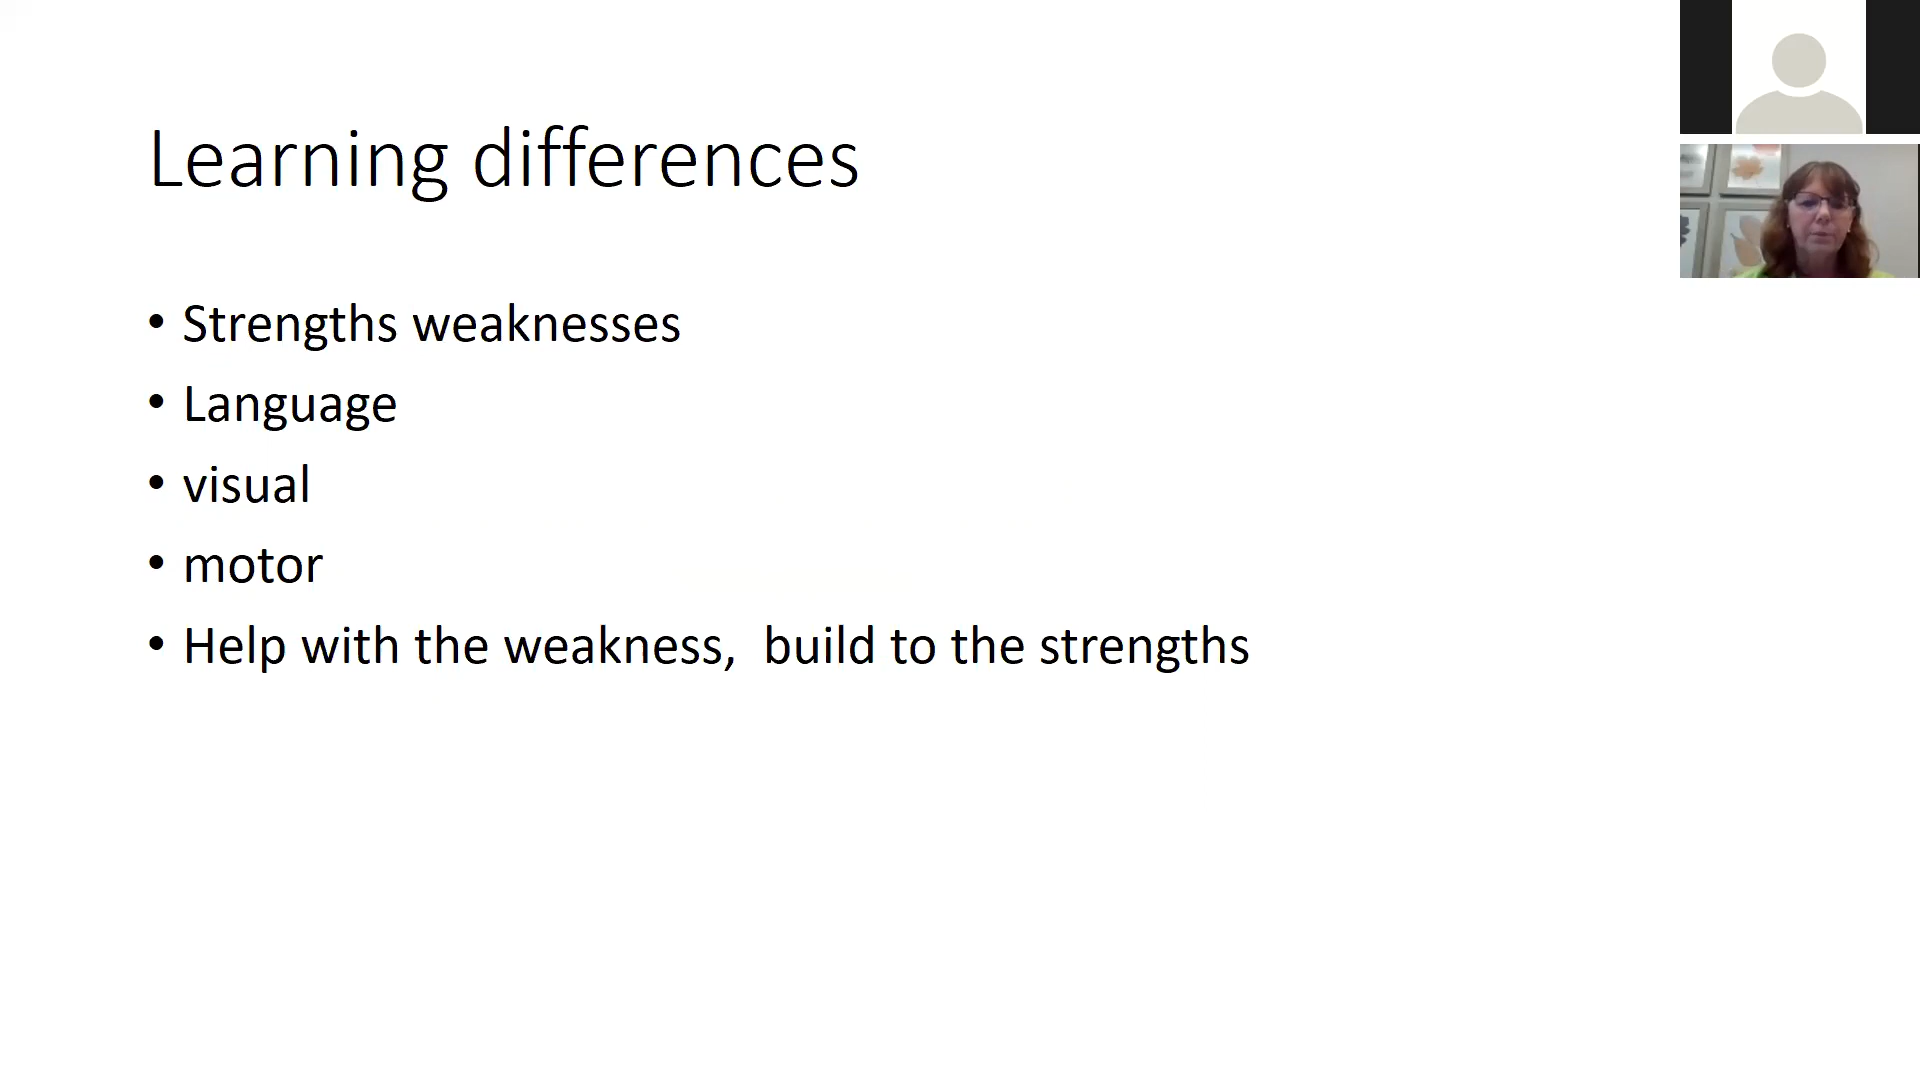 Learning differences
• Strengths weaknesses
• Language
• visual
• motor
• Help with the weakness,  build to the strengths